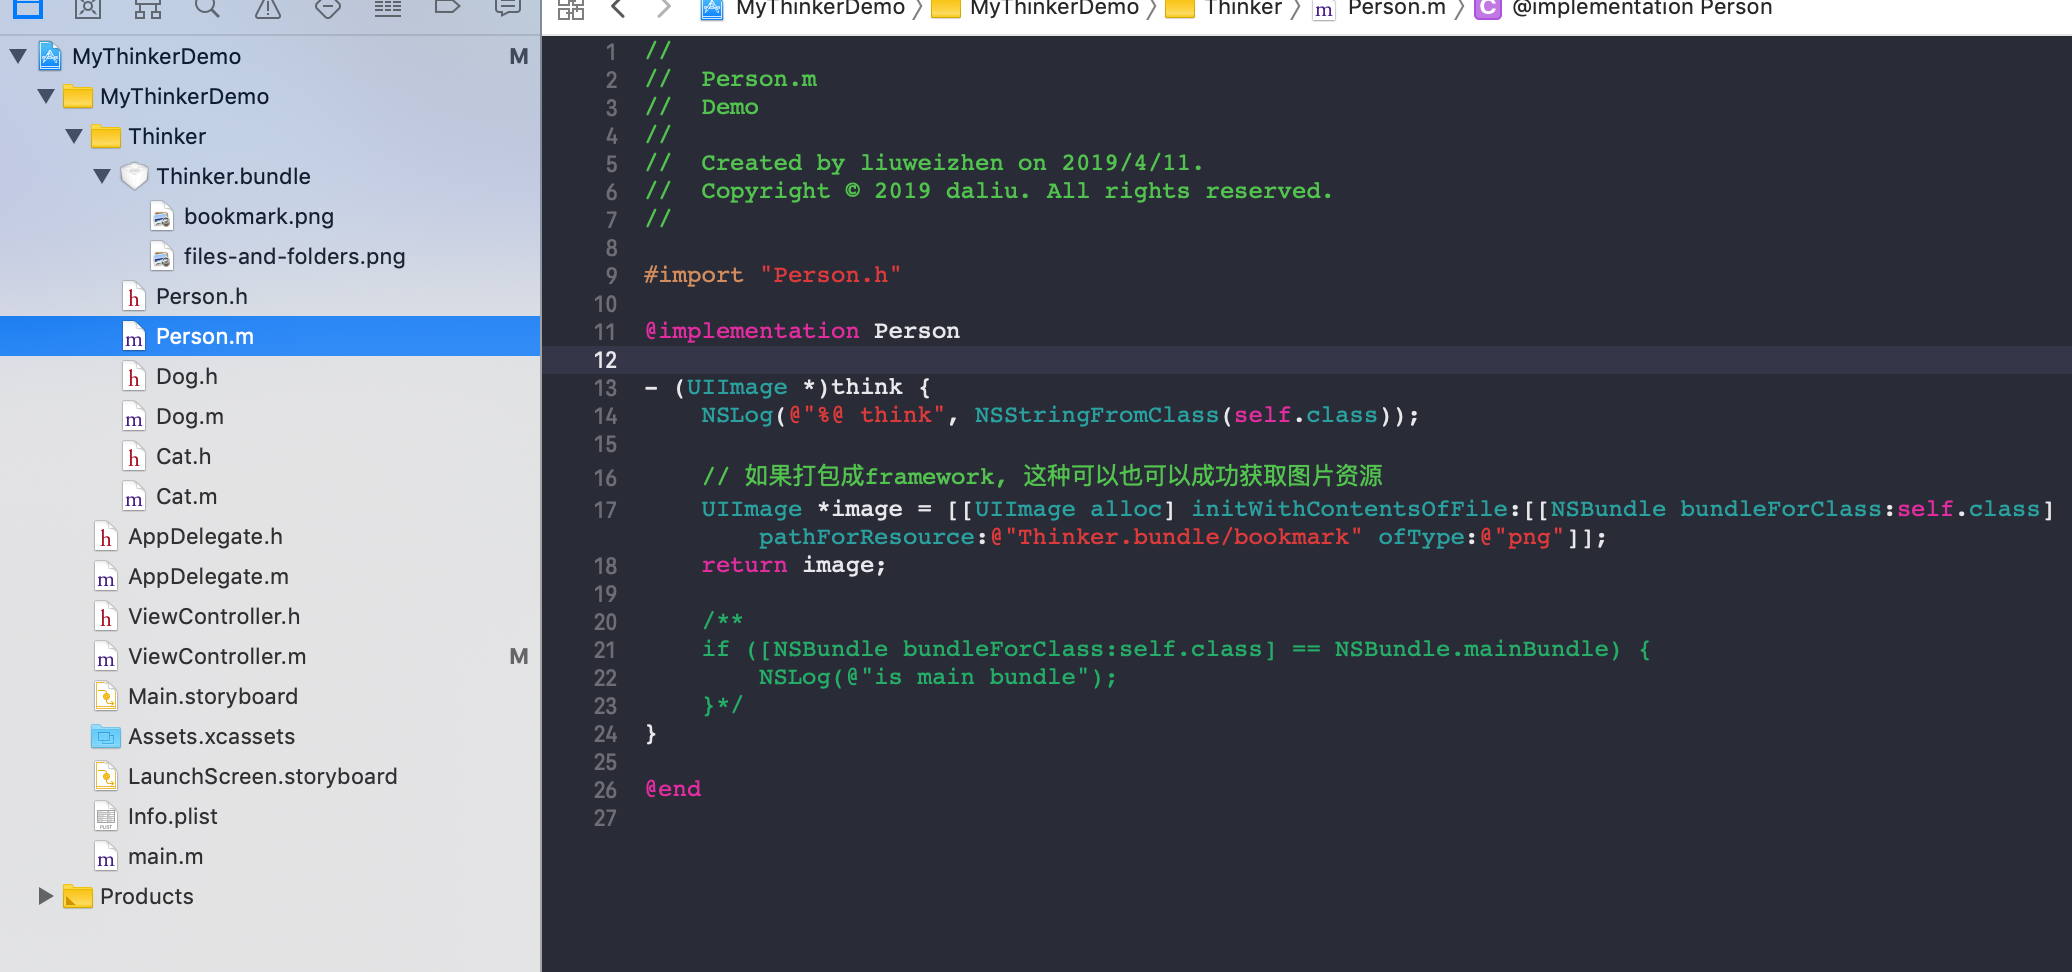 MyThinkerDemo M
MyThinkerDemo
Thinker
Thinker.bundle
bookmark.png
files-and-folders.png
Person.h
Person.m
Dog.h
Dog.m
Cat.h
Cat.m
AppDelegate.h
AppDelegate.m
ViewController.h
ViewController.m M
Main.storyboard
Assets.xcassets
LaunchScreen.storyboard
Info.plist
main.m
Products
MyThinkerDemo 〉 MyThinkerDemo 〉 Thinker 〉 m Person.m 〉 C @implementation Person
1 //
2 //  Person.m
3 //  Demo
4 //
5 //  Created by liuweizhen on 2019/4/11.
6 //  Copyright © 2019 daliu. All rights reserved.
7 //
8
9 #import "Person.h"
10
11 @implementation Person
12
13 - (UIImage *)think {
14     NSLog(@"%@ think", NSStringFromClass(self.class));
15
16     // 如果打包成framework, 这种可以也可以成功获取图片资源
17     UIImage *image = [[UIImage alloc] initWithContentsOfFile:[[NSBundle bundleForClass:self.class]
        pathForResource:@"Thinker.bundle/bookmark" ofType:@"png"]];
18     return image;
19
20     /**
21     if ([NSBundle bundleForClass:self.class] == NSBundle.mainBundle) {
22         NSLog(@"is main bundle");
23     }*/
24 }
25
26 @end
27